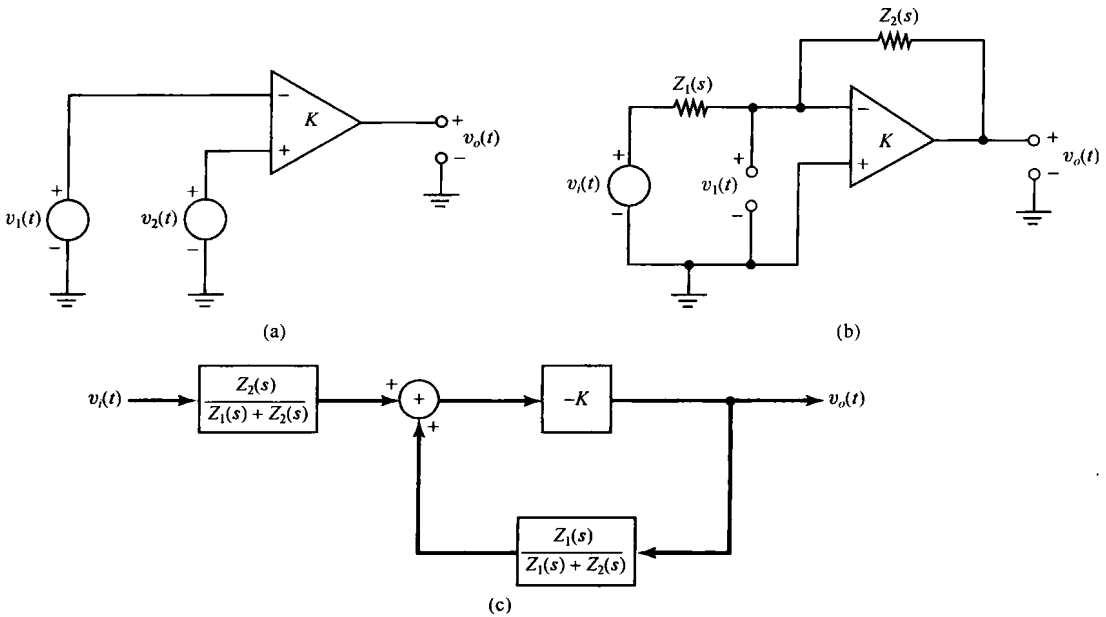 −
K
+
+
v₁(t)
−
+
v₂(t)
−
+
vₒ(t)
−
(a)
Z₂(s)
Z₁(s)
+
vᵢ(t)
−
+
v₁(t)
−
−
K
+
+
vₒ(t)
−
(b)
vᵢ(t)
Z₂(s)
Z₁(s) + Z₂(s)
+
+
+
−K
vₒ(t)
Z₁(s)
Z₁(s) + Z₂(s)
(c)